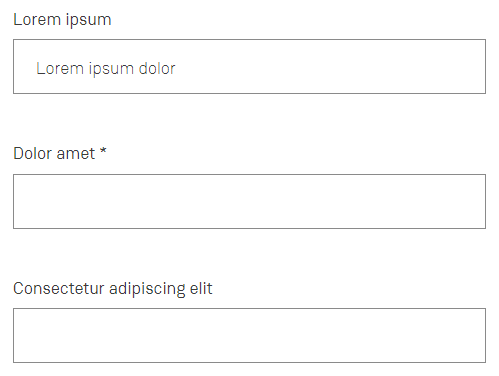 Lorem ipsum
Lorem ipsum dolor
Dolor amet *
Consectetur adipiscing elit